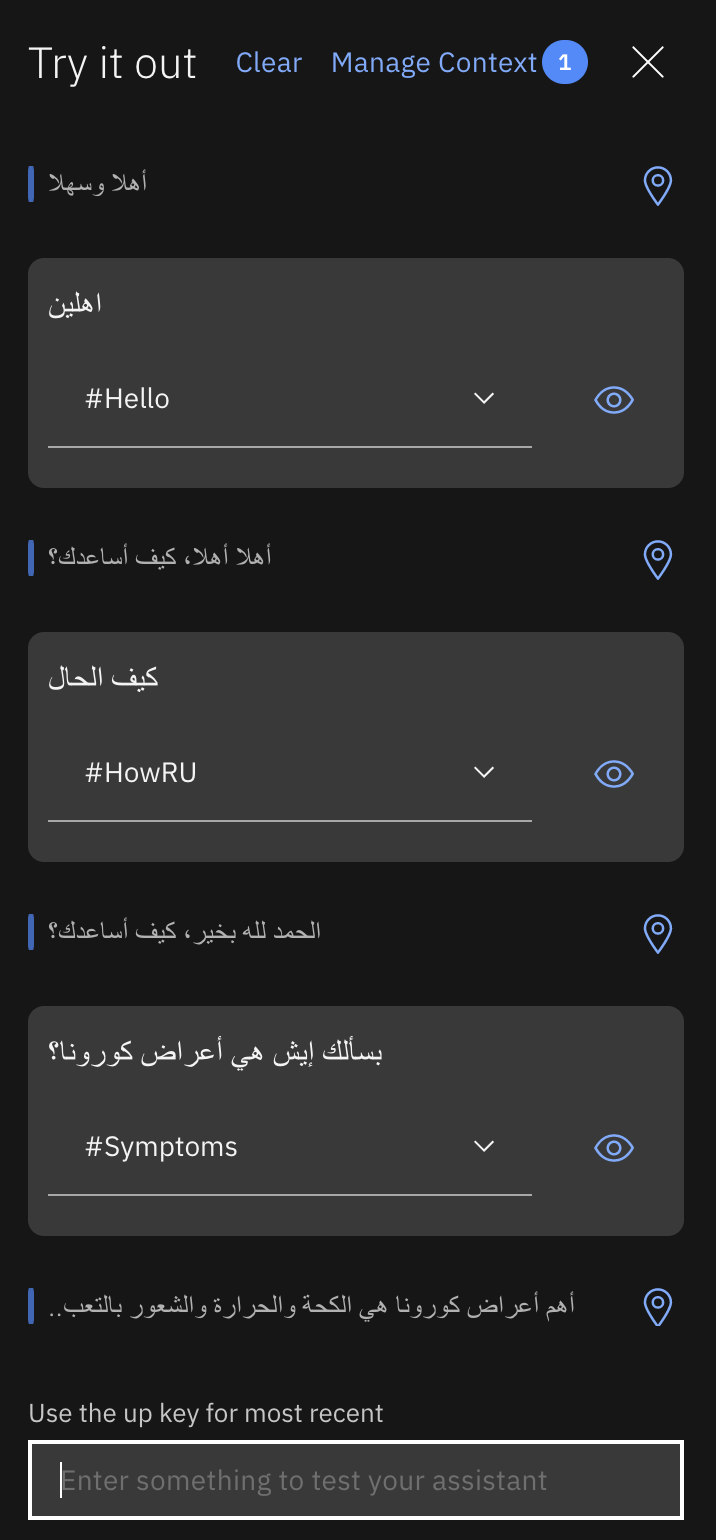 Try it out Clear Manage Context 1
أهلا وسهلا
اهلين
#Hello
أهلا أهلا، كيف أساعدك؟
كيف الحال
#HowRU
الحمد لله بخير، كيف أساعدك؟
بسألك إيش هي أعراض كورونا؟
#Symptoms
أهم أعراض كورونا هي الكحة والحرارة والشعور بالتعب..
Use the up key for most recent
Enter something to test your assistant